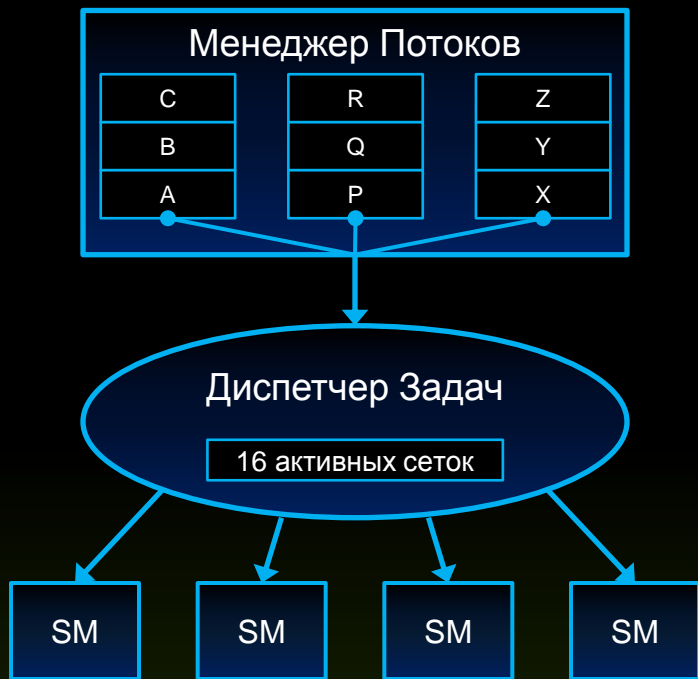 Менеджер Потоков
C R Z
B Q Y
A P X
Диспетчер Задач
16 активных сеток
SM SM SM SM